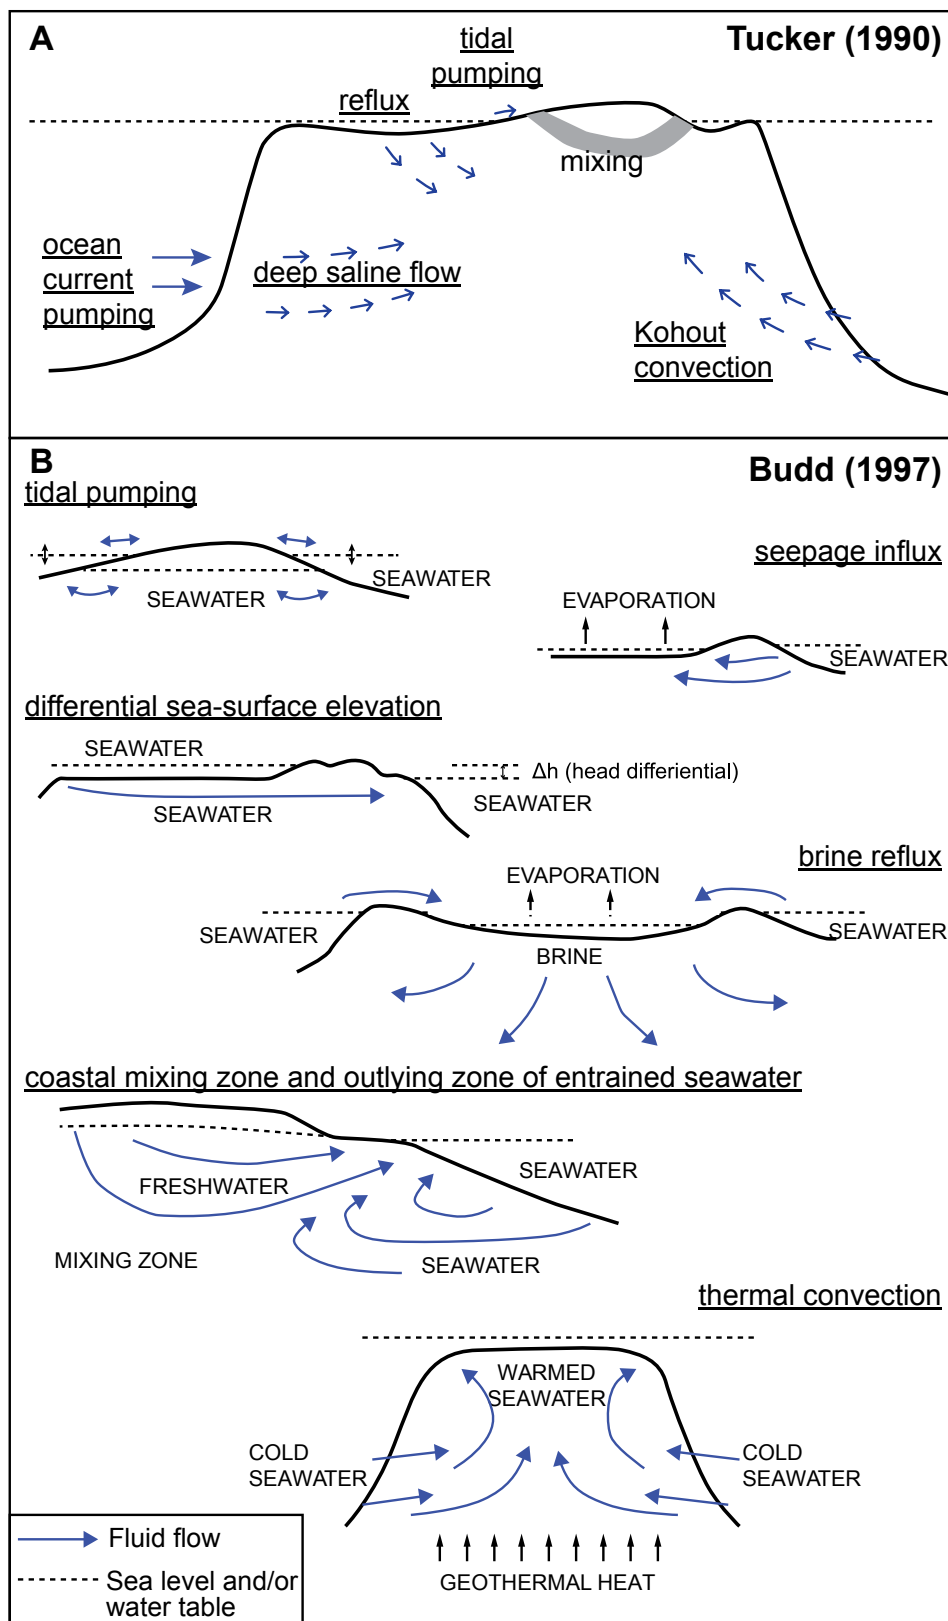 A
Tucker (1990)
tidal
pumping
reflux
mixing
ocean
current
pumping
deep saline flow
Kohout
convection
B
Budd (1997)
tidal pumping
SEAWATER
SEAWATER
seepage influx
EVAPORATION
SEAWATER
differential sea-surface elevation
SEAWATER
Δh (head differiential)
SEAWATER
SEAWATER
brine reflux
EVAPORATION
SEAWATER
SEAWATER
BRINE
coastal mixing zone and outlying zone of entrained seawater
SEAWATER
FRESHWATER
MIXING ZONE
SEAWATER
thermal convection
WARMED
SEAWATER
COLD
SEAWATER
COLD
SEAWATER
GEOTHERMAL HEAT
Fluid flow
Sea level and/or
water table